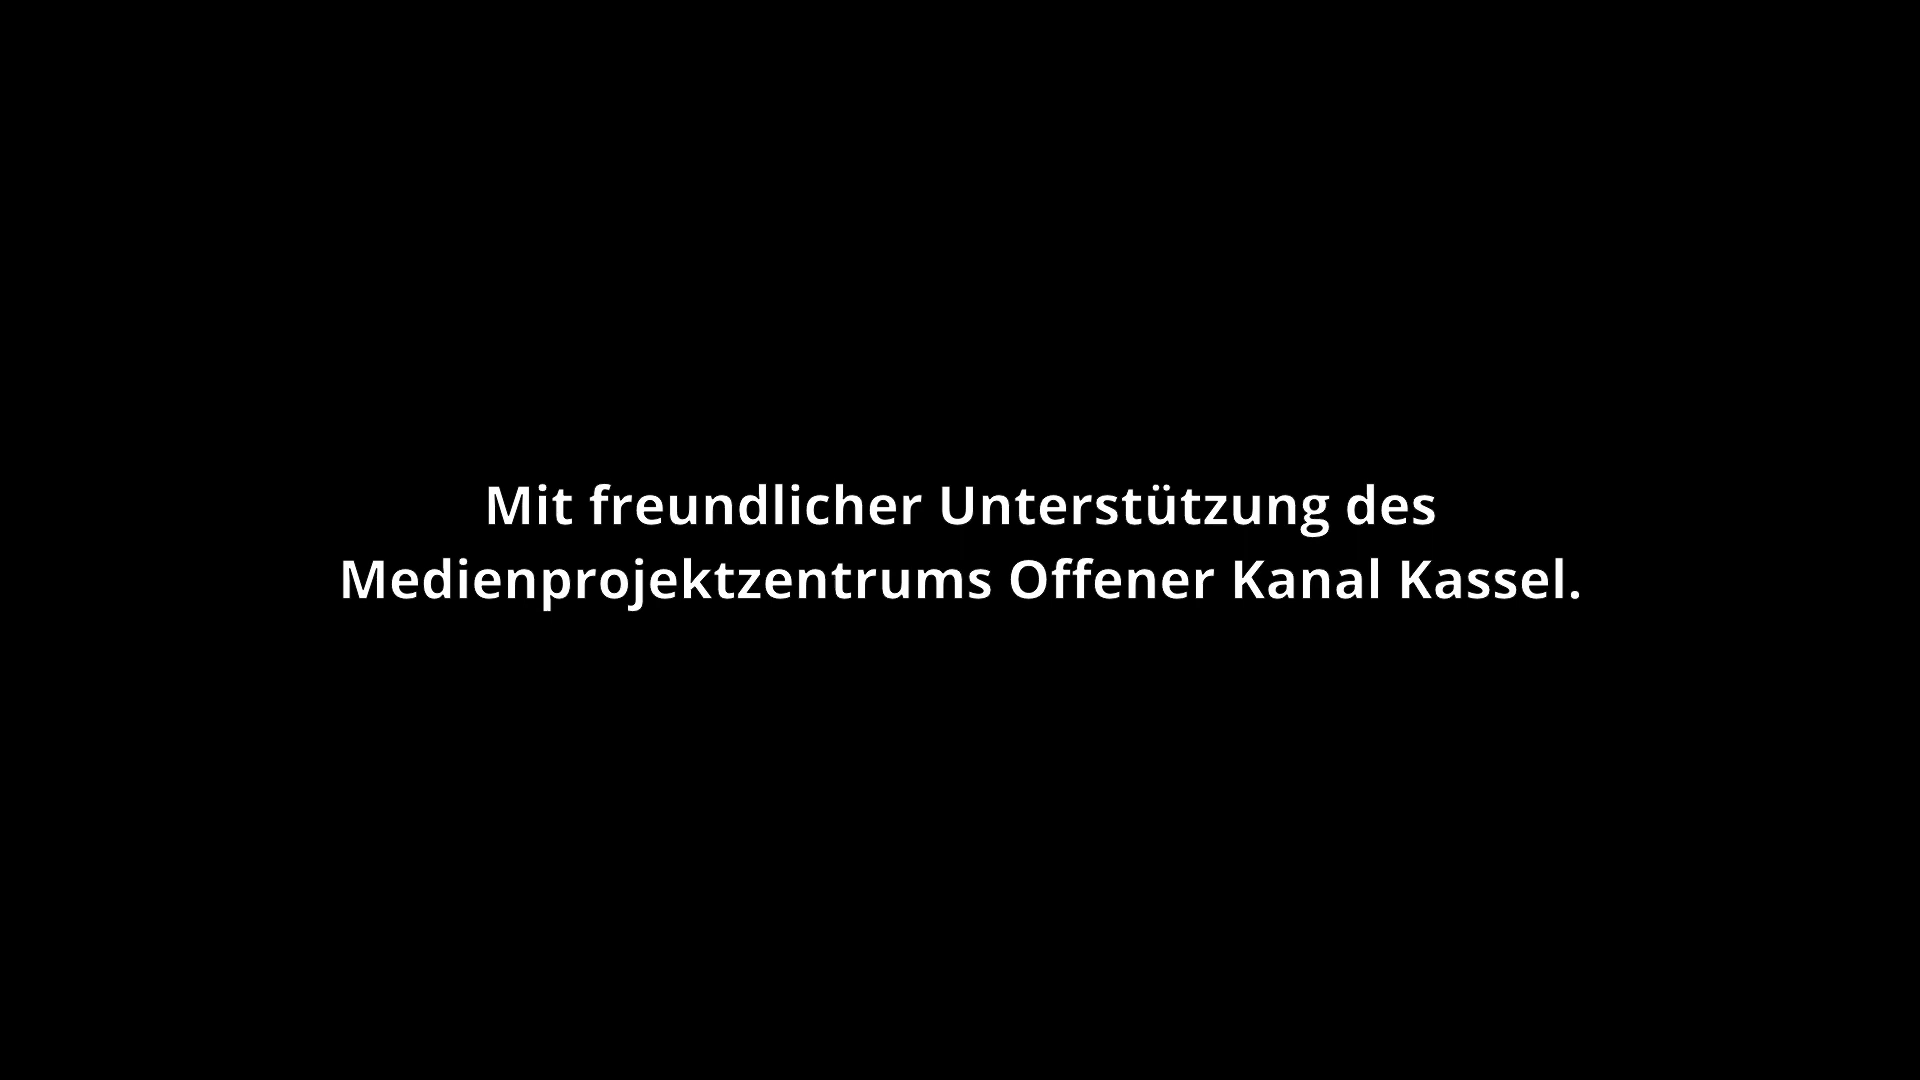 Mit freundlicher Unterstützung des
Medienprojektzentrums Offener Kanal Kassel.